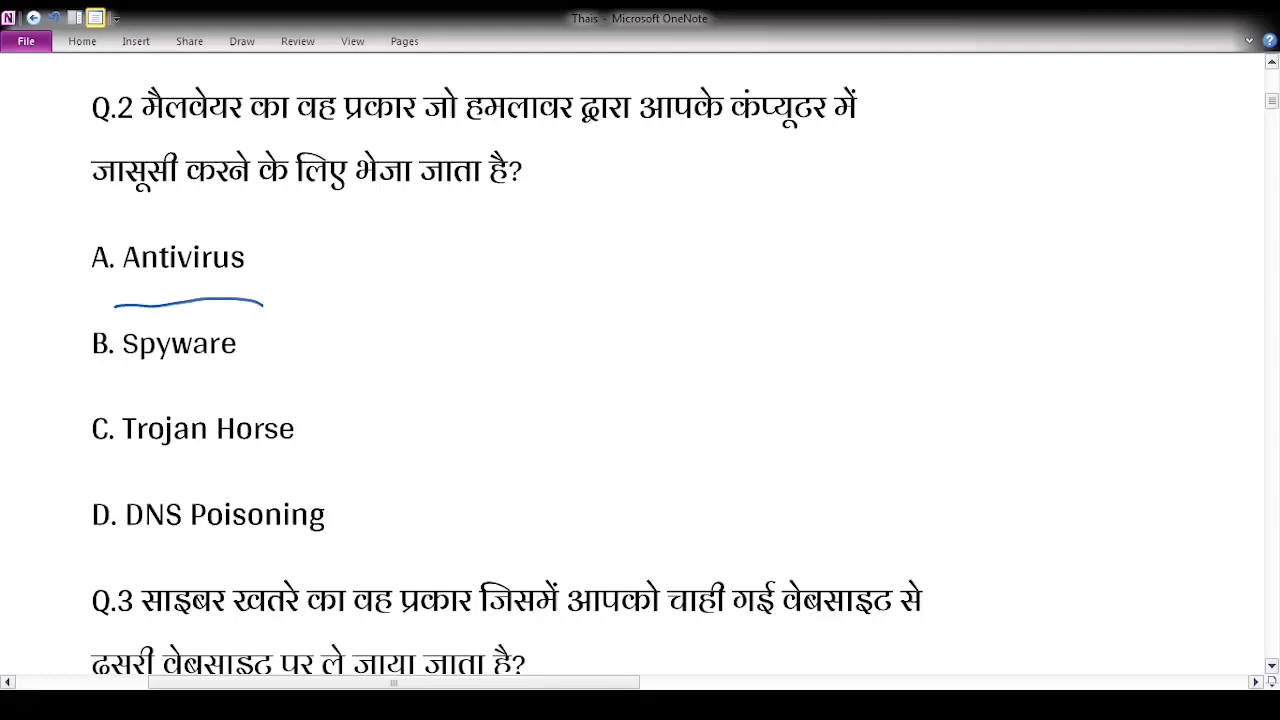 Thais - Microsoft OneNote
File Home Insert Share Draw Review View Pages
Q.2 मैलवेयर का वह प्रकार जो हमलावर द्वारा आपके कंप्यूटर में
जासूसी करने के लिए भेजा जाता है?
A. Antivirus
B. Spyware
C. Trojan Horse
D. DNS Poisoning
Q.3 साइबर खतरे का वह प्रकार जिसमें आपको चाही गई वेबसाइट से
दूसरी वेबसाइट पर ले जाया जाता है?